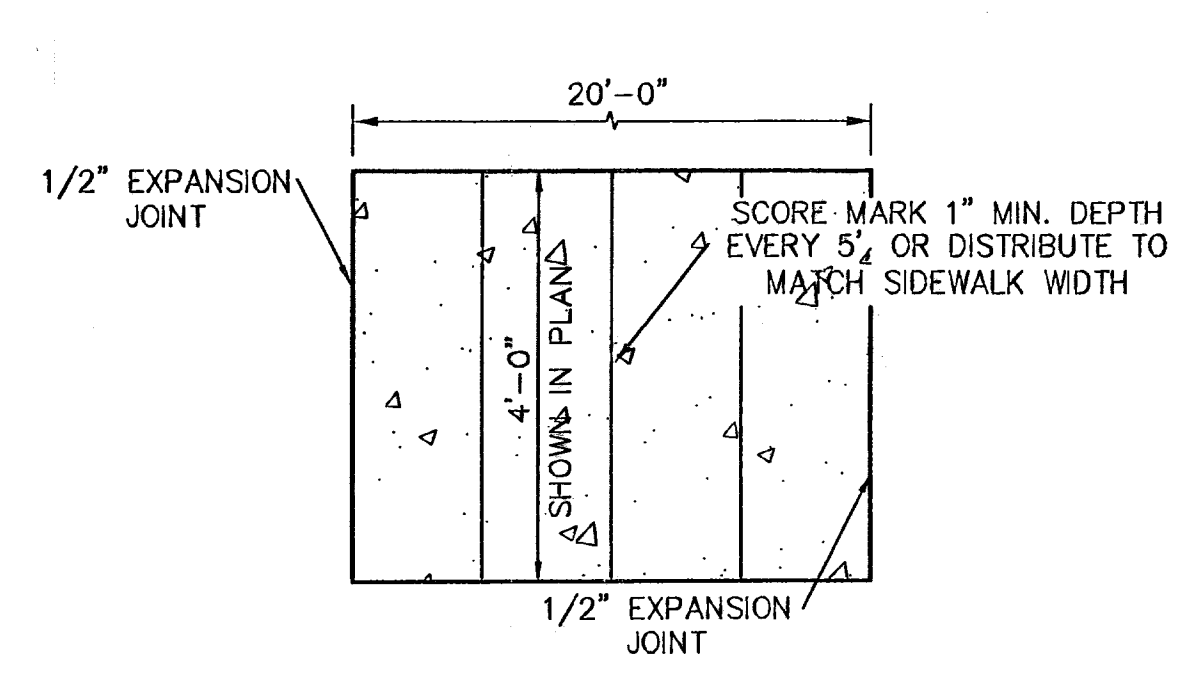 20'-0"
1/2" EXPANSION
JOINT
SCORE MARK 1" MIN. DEPTH
EVERY 5' OR DISTRIBUTE TO
MATCH SIDEWALK WIDTH
4'-0"
SHOWN IN PLAN
1/2" EXPANSION
JOINT